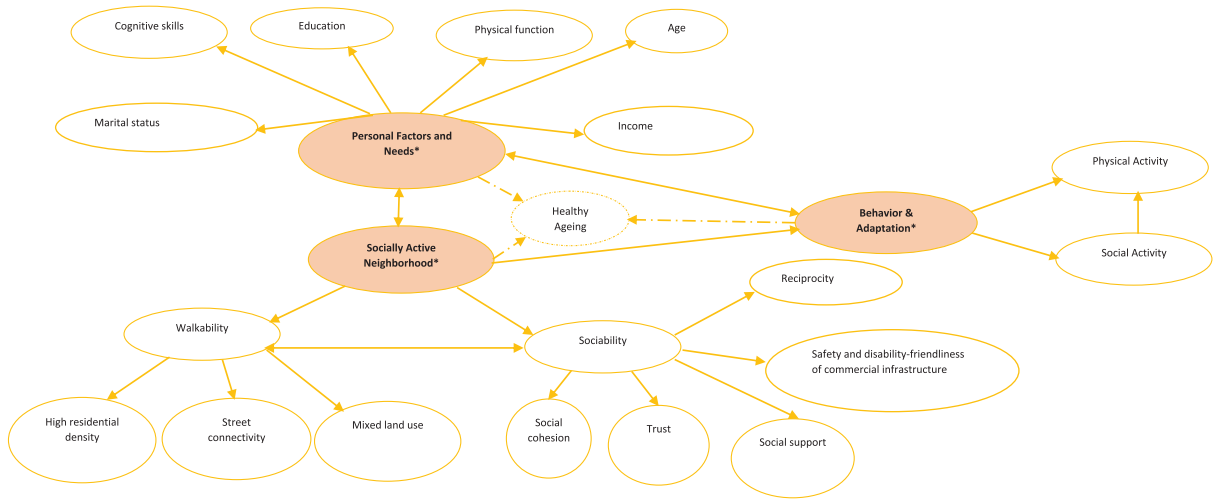 Cognitive skills
Education
Physical function
Age
Marital status
Personal Factors and
Needs*
Income
Physical Activity
Healthy
Ageing
Behavior &
Adaptation*
Socially Active
Neighborhood*
Social Activity
Reciprocity
Walkability
Sociability
Safety and disability-friendliness
of commercial infrastructure
High residential
density
Street
connectivity
Mixed land use
Social
cohesion
Trust
Social support